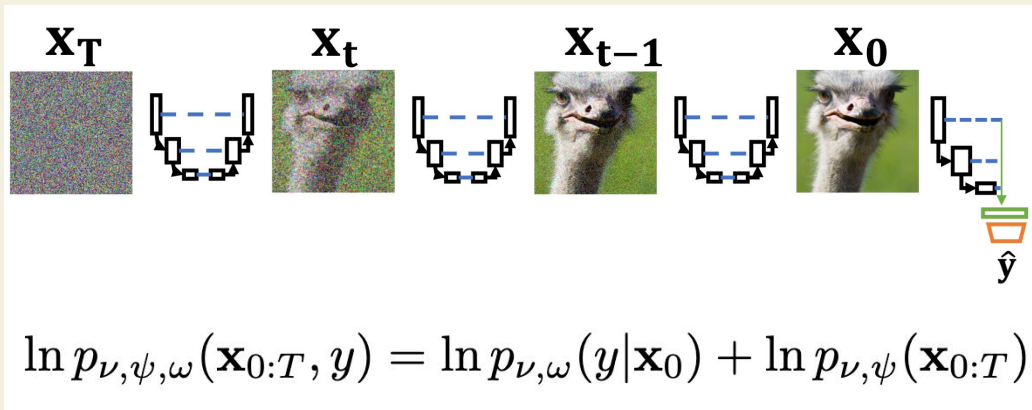 x_T x_t x_{t−1} x_0
ŷ
ln p_{ν,ψ,ω}(x_{0:T}, y) = ln p_{ν,ω}(y|x_0) + ln p_{ν,ψ}(x_{0:T})